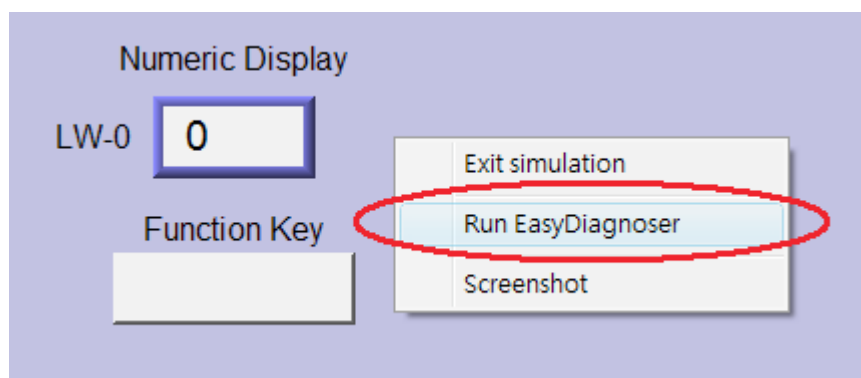 Numeric Display
LW-0
0
Function Key
Exit simulation
Run EasyDiagnoser
Screenshot